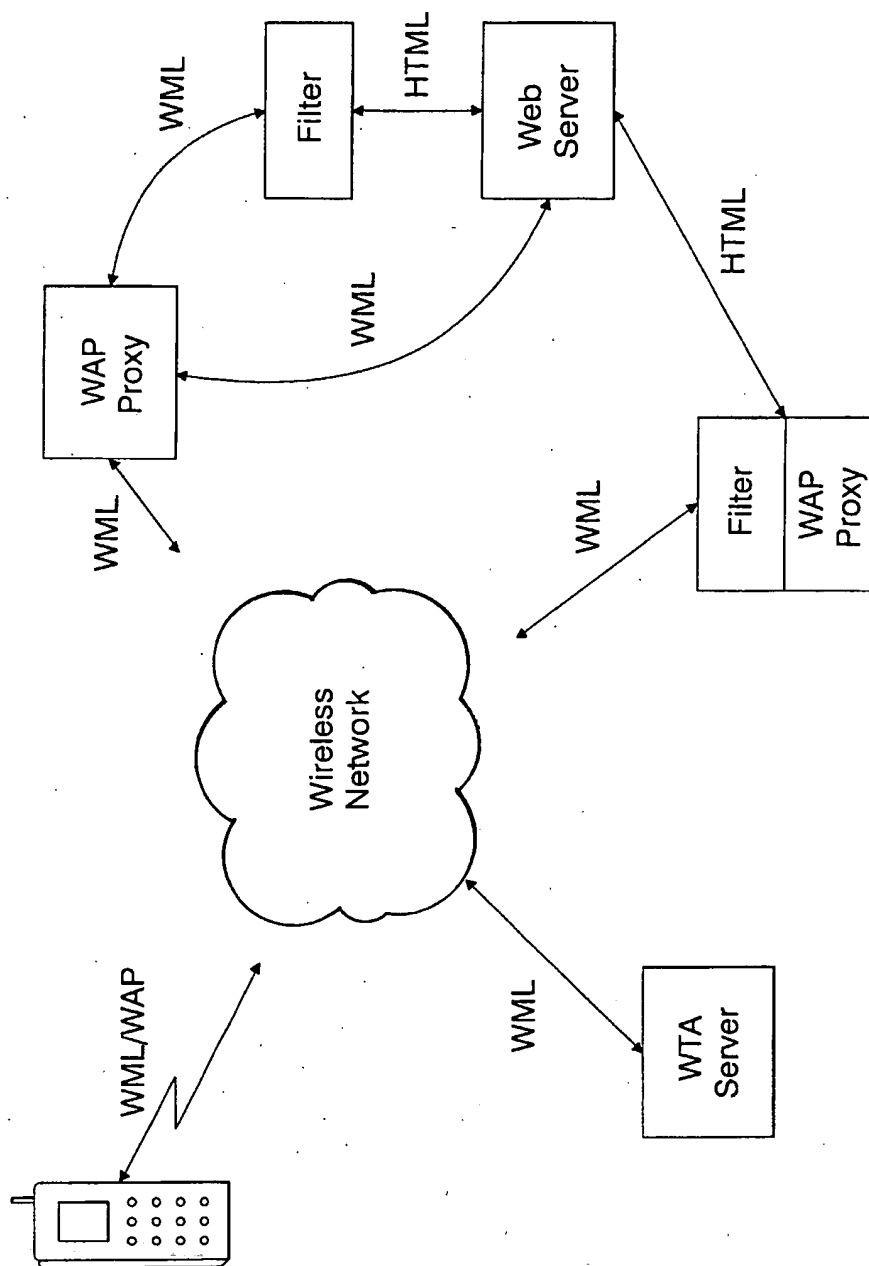 WML/WAP
WML
WAP
Proxy
WML
Filter
Wireless
Network
WML
HTML
Web
Server
WML
WML
HTML
WTA
Server
Filter
WAP
Proxy